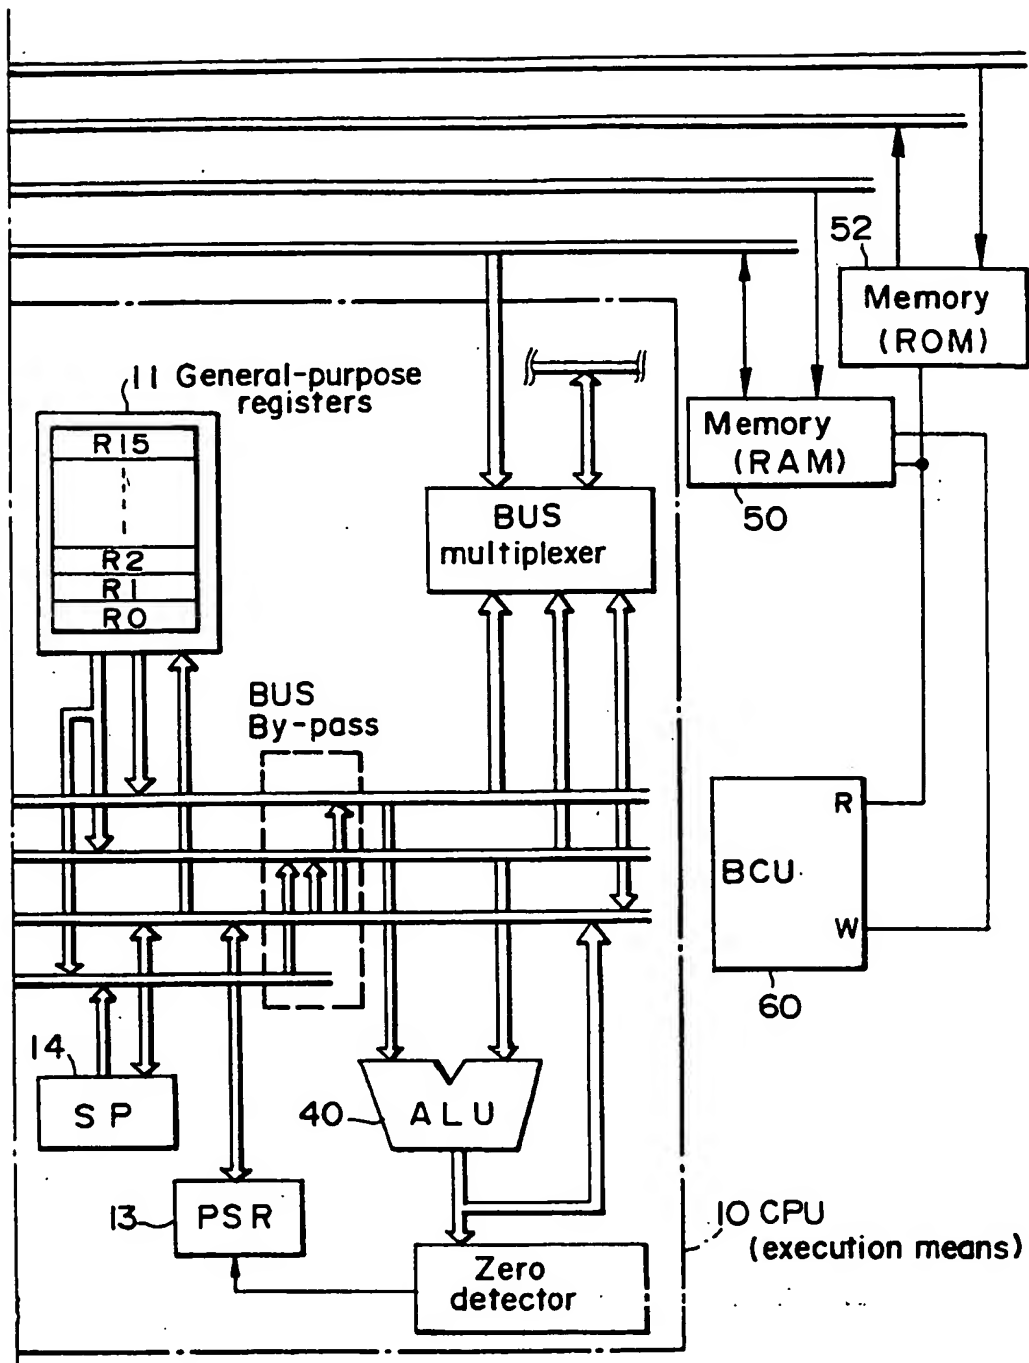 52
Memory
(ROM)
11 General-purpose
registers
R15
R2
R1
R0
Memory
(RAM)
50
BUS
multiplexer
BUS
By-pass
R
BCU
W
60
14
SP
40
ALU
13
PSR
10 CPU
(execution means)
Zero
detector